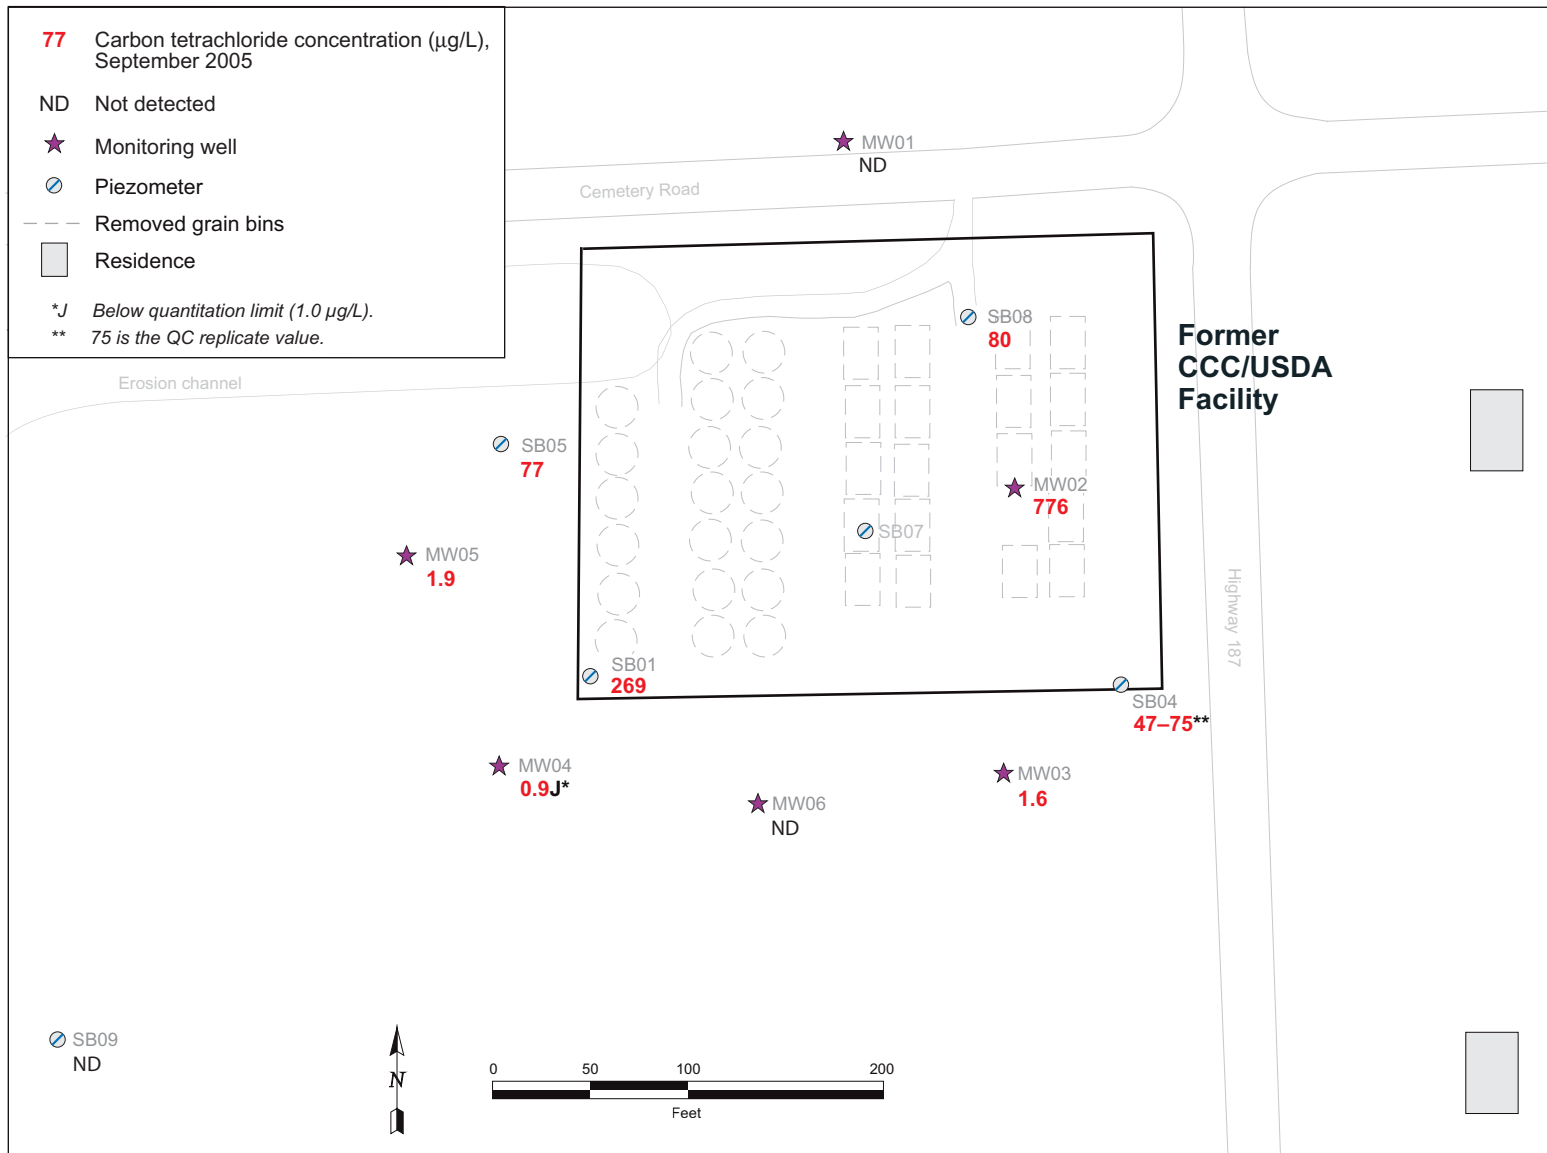 77 Carbon tetrachloride concentration (µg/L),
September 2005
ND Not detected
Monitoring well
Piezometer
Removed grain bins
Residence
*J Below quantitation limit (1.0 µg/L).
** 75 is the QC replicate value.
MW01
ND
Cemetery Road
SB08
80
Former
CCC/USDA
Facility
Erosion channel
SB05
77
MW02
776
SB07
MW05
1.9
Highway 187
SB01
269
SB04
47–75**
MW04
0.9J*
MW03
1.6
MW06
ND
SB09
ND
N
0 50 100 200
Feet